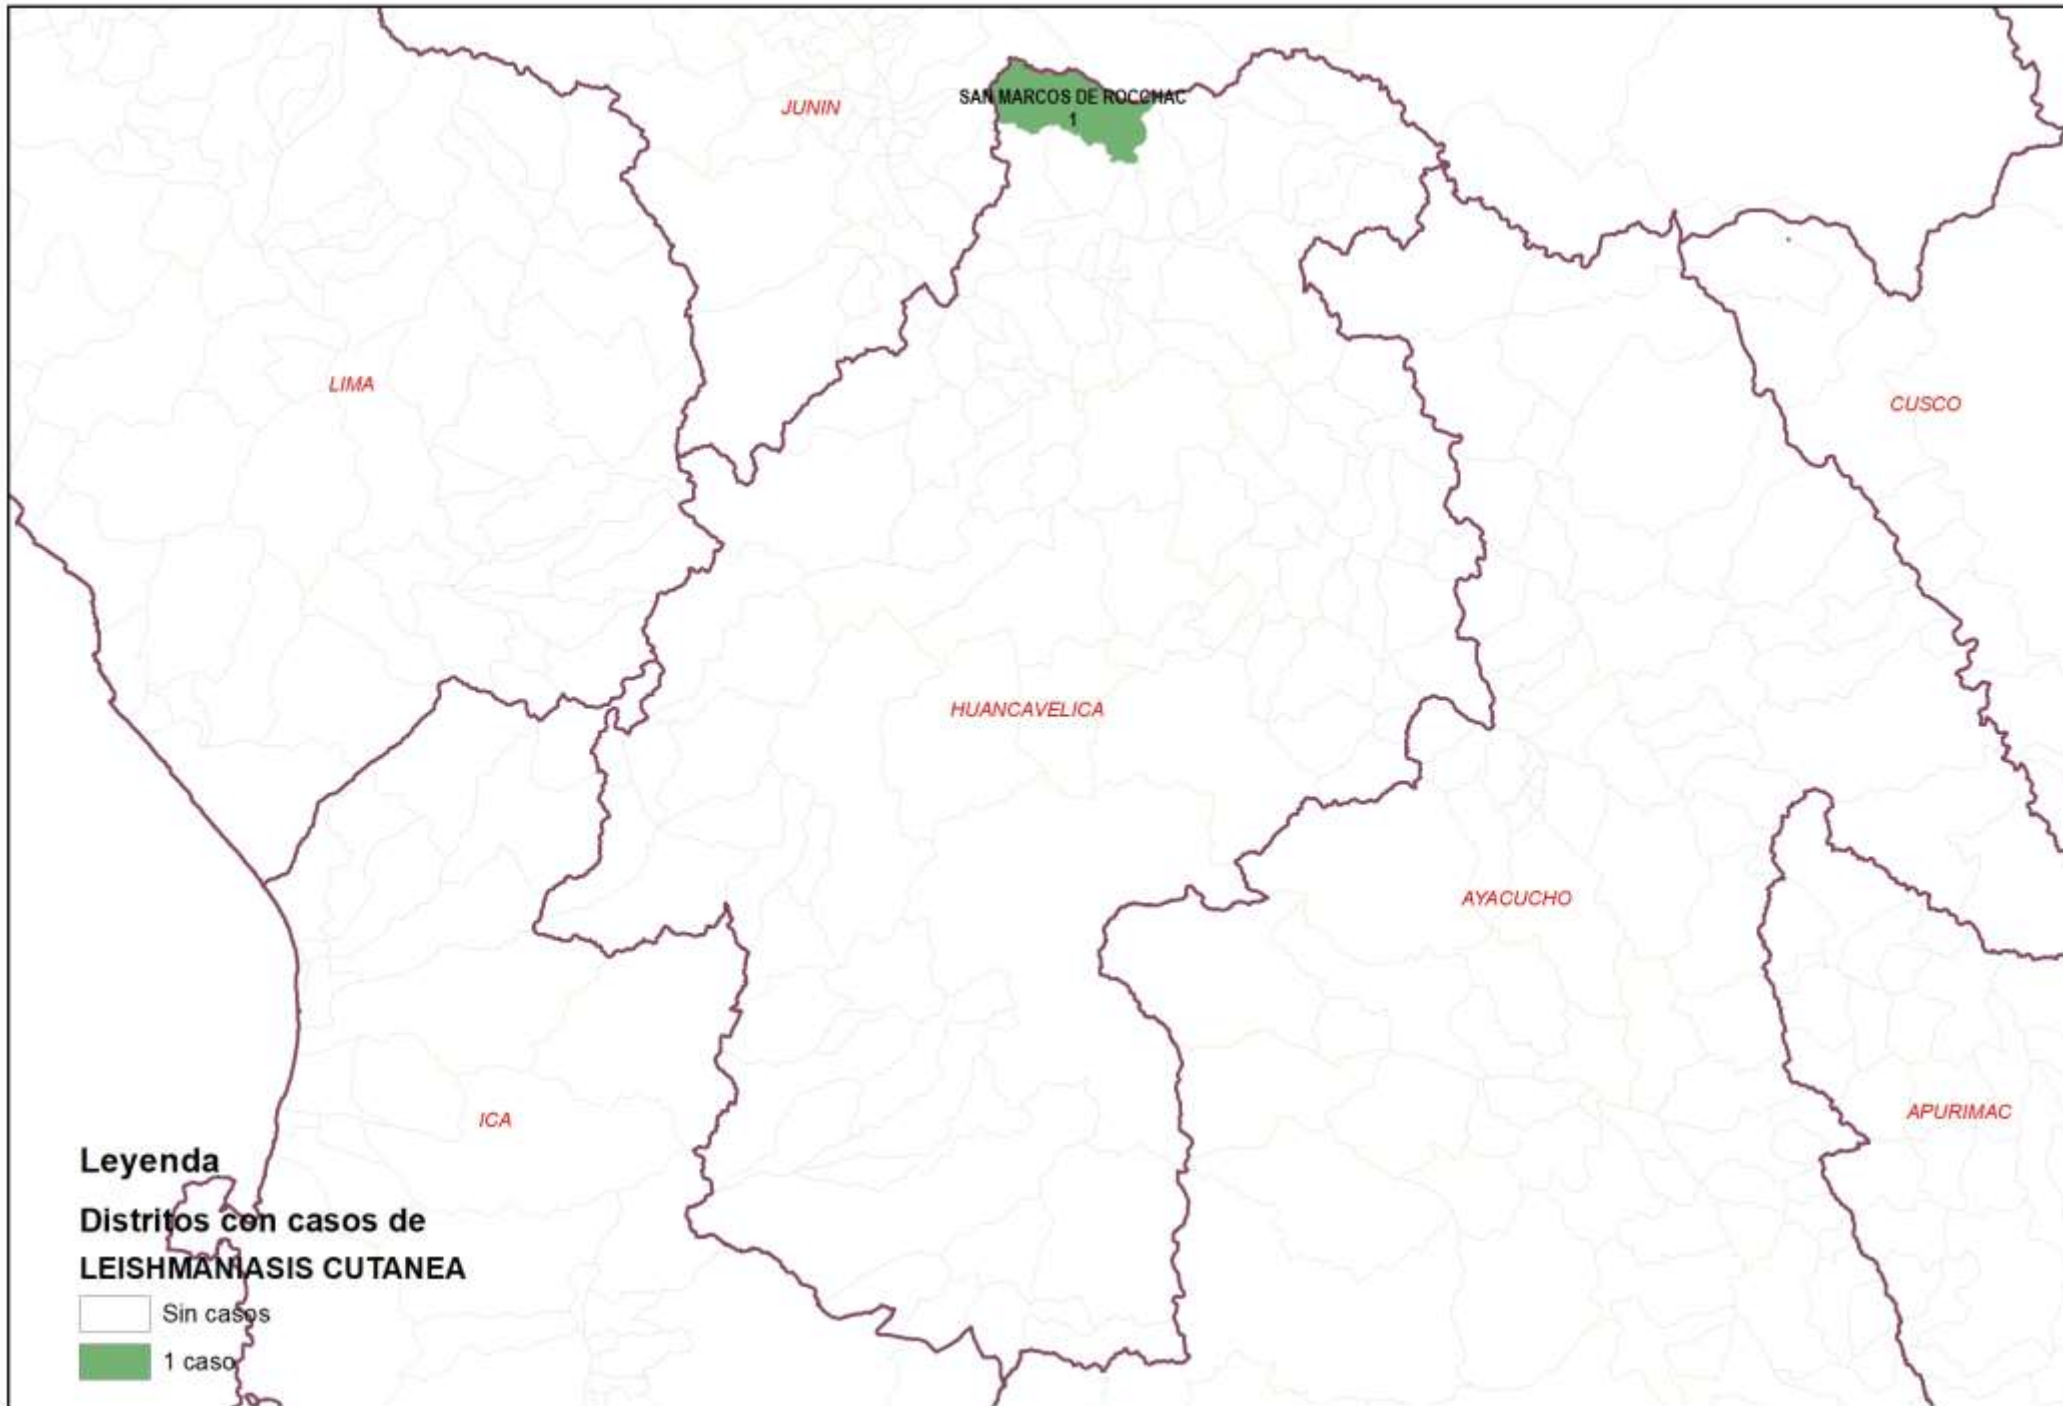 SAN MARCOS DE ROCCHAC
1
JUNIN
LIMA
CUSCO
HUANCAVELICA
AYACUCHO
APURIMAC
ICA
Leyenda
Distritos con casos de
LEISHMANIASIS CUTANEA
Sin casos
1 caso